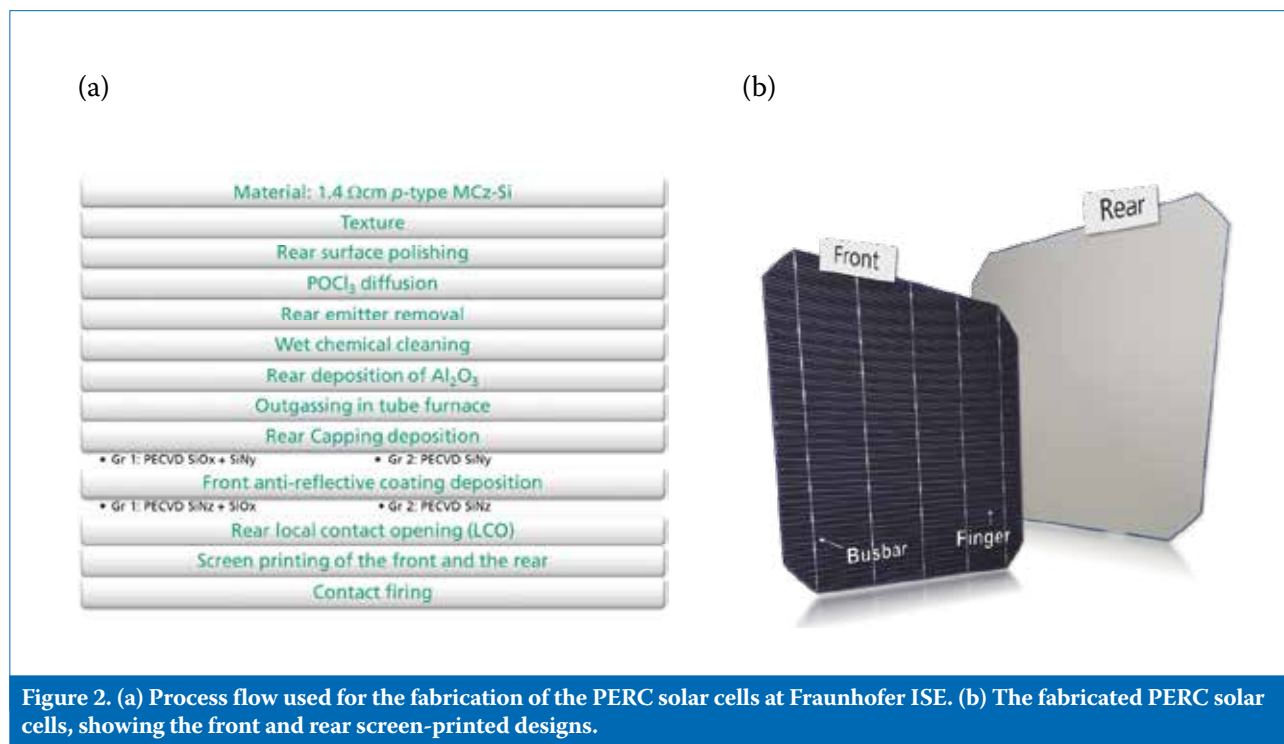 (a)
(b)
Material: 1.4 Ωcm p-type MCz-Si
Texture
Rear surface polishing
POCl₃ diffusion
Rear emitter removal
Wet chemical cleaning
Rear deposition of Al₂O₃
Outgassing in tube furnace
Rear Capping deposition
• Gr 1: PECVD SiOx + SiNy • Gr 2: PECVD SiNy
Front anti-reflective coating deposition
• Gr 1: PECVD SiNz + SiOx • Gr 2: PECVD SiNz
Rear local contact opening (LCO)
Screen printing of the front and the rear
Contact firing
Front
Rear
Busbar
Finger
Figure 2. (a) Process flow used for the fabrication of the PERC solar cells at Fraunhofer ISE. (b) The fabricated PERC solar
cells, showing the front and rear screen-printed designs.